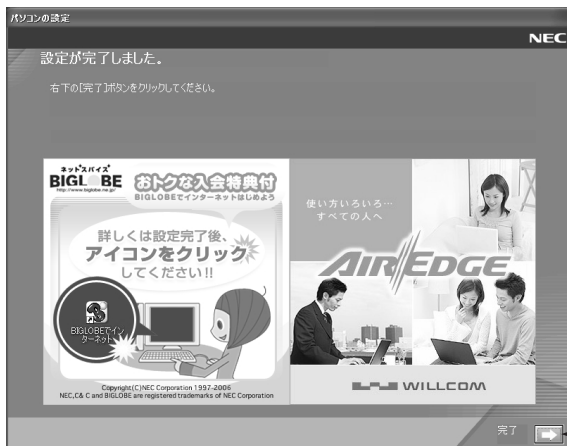 パソコンの設定
NEC
設定が完了しました。
右下の[完了]ボタンをクリックしてください。
ネットスパイス
BIGLOBE
http://www.biglobe.ne.jp/
おトクな入会特典付
BIGLOBEでインターネットはじめよう
詳しくは設定完了後、
アイコンをクリック
してください!!
BIGLOBEでイン
ターネット
Copyright(C)NEC Corporation 1997-2006
NEC,C& C and BIGLOBE are registered trademarks of NEC Corporation
使い方いろいろ…
すべての人へ
AIR EDGE
WILLCOM
完了